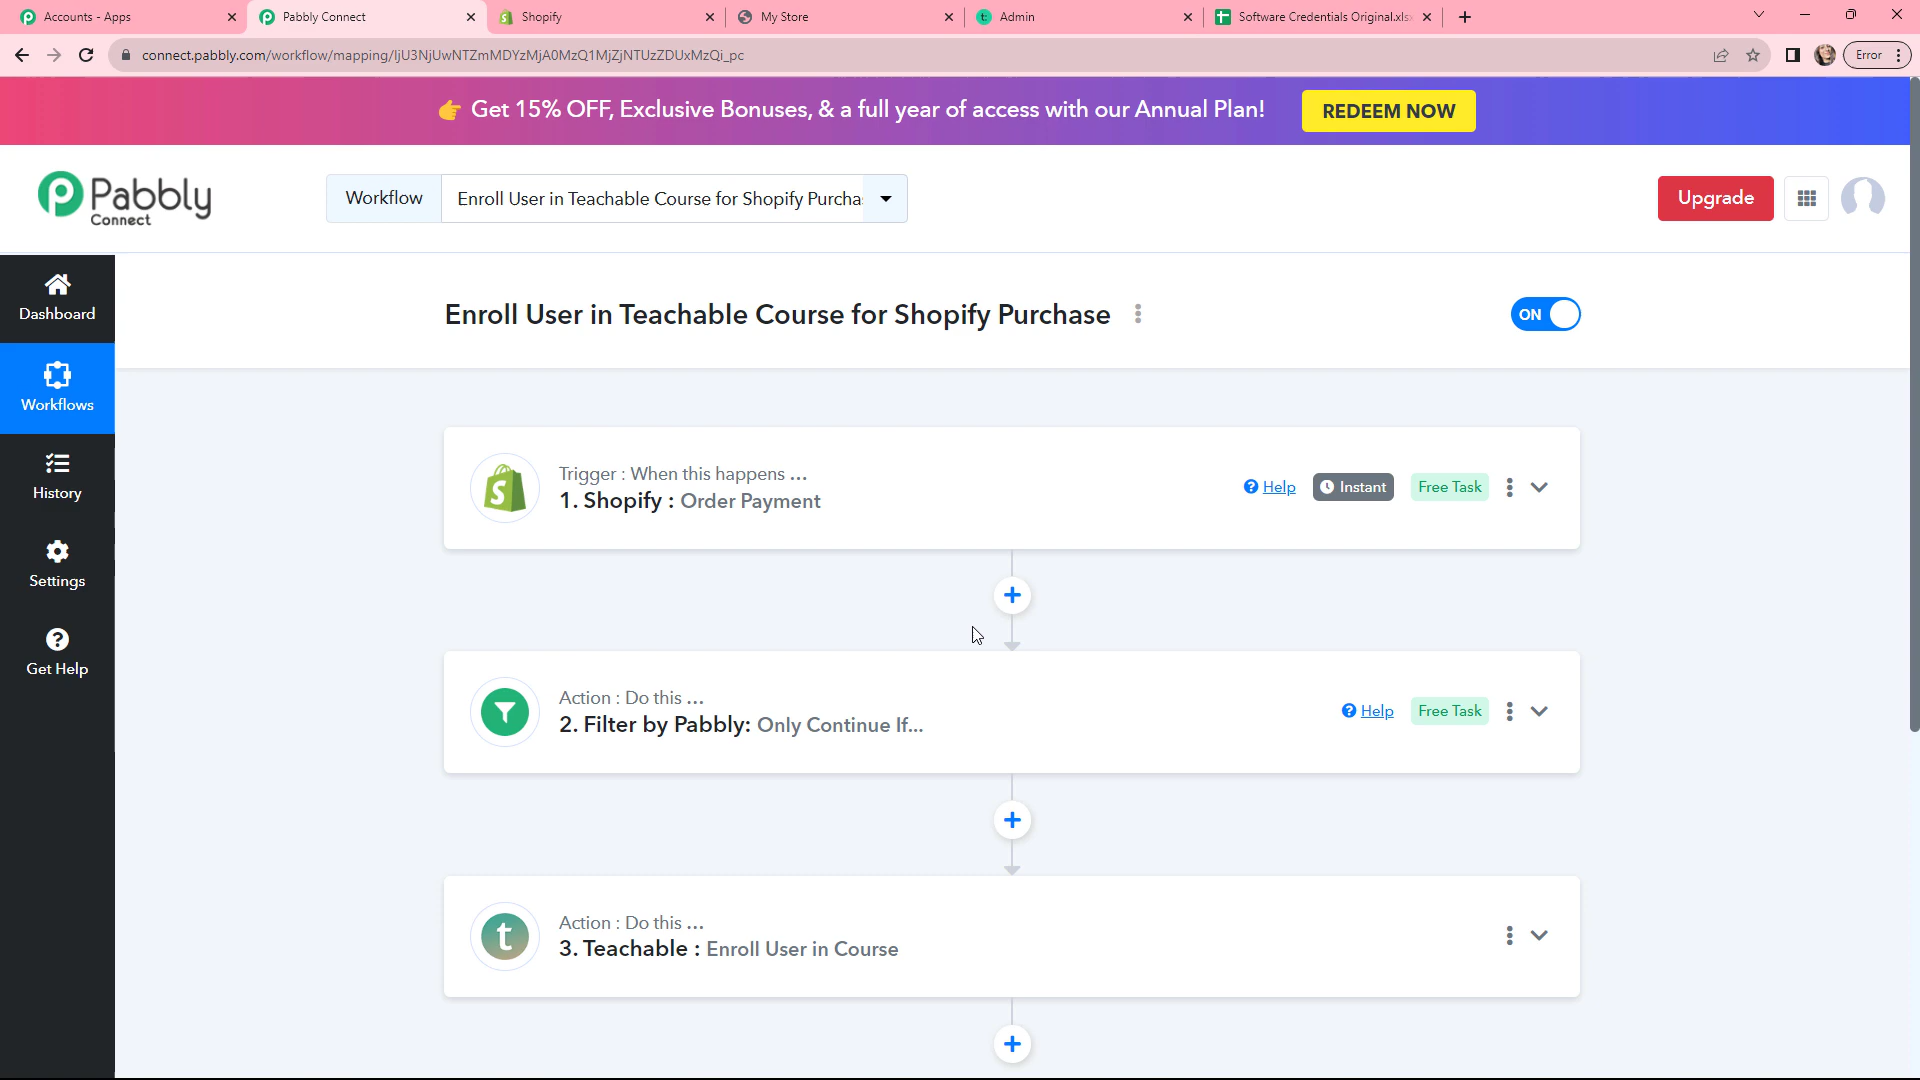 Accounts - Apps
Pabbly Connect
Shopify
My Store
Admin
Software Credentials Original.xls
connect.pabbly.com/workflow/mapping/IjU3NjUwNTZmMDYzMjA0MzQ1MjZjNTUzZDUxMzQi_pc
Error
👉 Get 15% OFF, Exclusive Bonuses, & a full year of access with our Annual Plan!
REDEEM NOW
Pabbly
Connect
Workflow
Enroll User in Teachable Course for Shopify Purcha
Upgrade
Dashboard
Workflows
History
Settings
Get Help
Enroll User in Teachable Course for Shopify Purchase
ON
Trigger : When this happens ...
1. Shopify : Order Payment
Help
Instant
Free Task
Action : Do this ...
2. Filter by Pabbly: Only Continue If...
Help
Free Task
Action : Do this ...
3. Teachable : Enroll User in Course